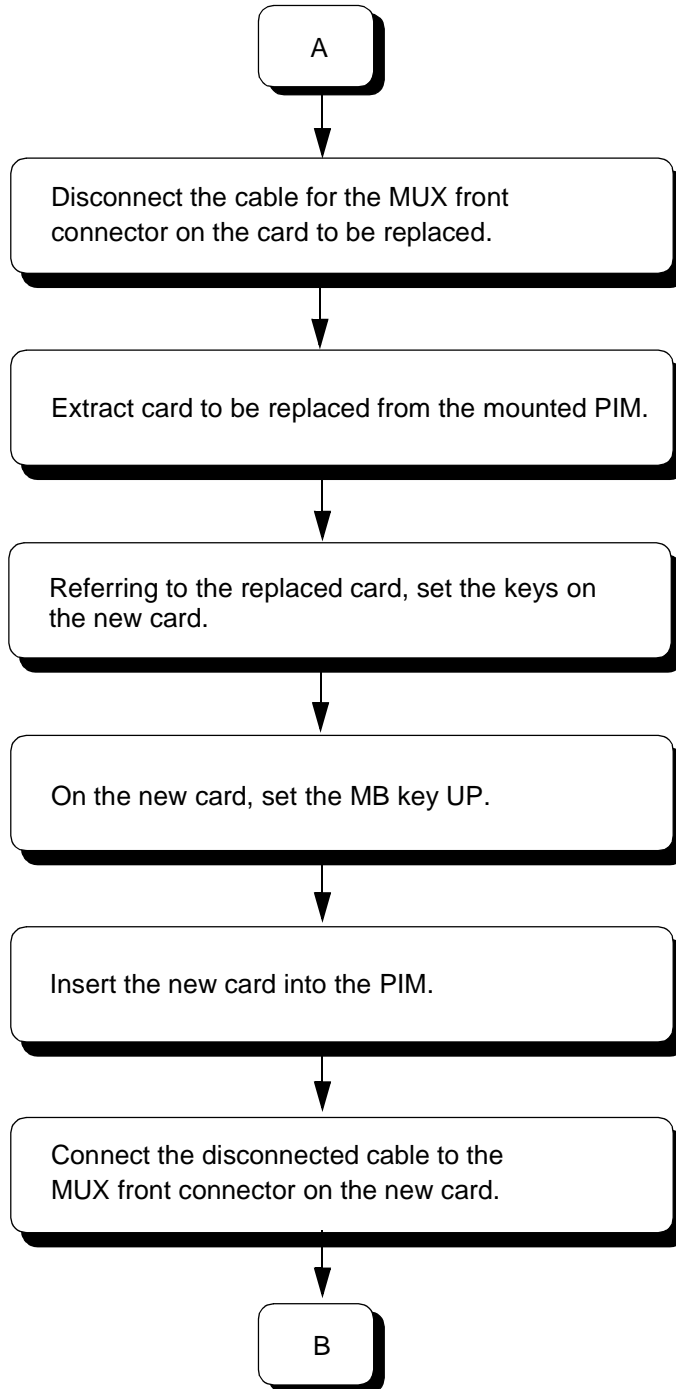 A
Disconnect the cable for the MUX front
connector on the card to be replaced.
Extract card to be replaced from the mounted PIM.
Referring to the replaced card, set the keys on
the new card.
On the new card, set the MB key UP.
Insert the new card into the PIM.
Connect the disconnected cable to the
MUX front connector on the new card.
B